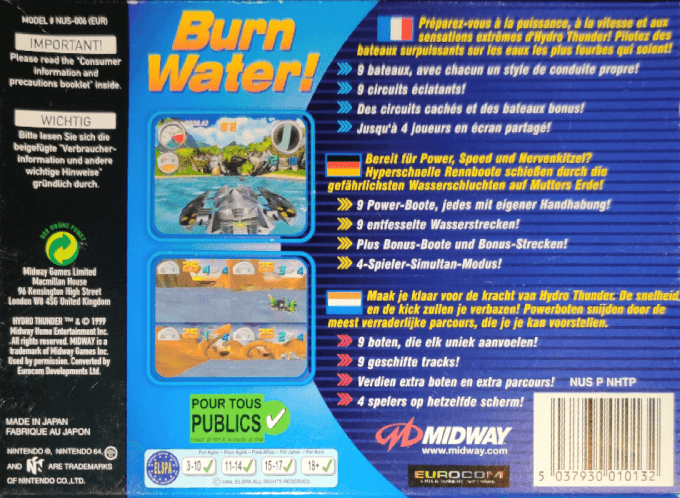 MODEL # NUS-006 (EUR)
IMPORTANT!
Please read the "Consumer
information and
precautions booklet" inside.
WICHTIG
Bitte lesen Sie sich die
beigefügte "Verbraucher-
information und andere
wichtige Hinweise"
gründlich durch.
DER GRÜNE PUNKT
Midway Games Limited
Macmillan House
96 Kensington High Street
London W8 4SG United Kingdom
HYDRO THUNDER ™ & © 1999
Midway Home Entertainment Inc.
All rights reserved. MIDWAY is a
trademark of Midway Games Inc.
Used by permission. Converted by
Eurocom Developments Ltd.
MADE IN JAPAN
FABRIQUE AU JAPON
NINTENDO ®, NINTENDO 64,
AND ARE TRADEMARKS
OF NINTENDO CO.,LTD.
Burn
Water!
POUR TOUS
PUBLICS
ELSPA
3-10
11-14
15-17
18+
ELSPA ALL RIGHTS RESERVED
Préparez-vous à la puissance, à la vitesse et aux
sensations extrêmes d'Hydro Thunder! Pilotez des
bateaux surpuissants sur les eaux les plus fourbes qui soient!
9 bateaux, avec chacun un style de conduite propre!
9 circuits éclatants!
Des circuits cachés et des bateaux bonus!
Jusqu'à 4 joueurs en écran partagé!
Bereit für Power, Speed und Nervenkitzel?
Hyperschnelle Rennboote schießen durch die
gefährlichsten Wasserschluchten auf Mutters Erde!
9 Power-Boote, jedes mit eigener Handhabung!
9 entfesselte Wasserstrecken!
Plus Bonus-Boote und Bonus-Strecken!
4-Spieler-Simultan-Modus!
Maak je klaar voor de kracht van Hydro Thunder. De snelheid
en de kick zullen je verbazen! Powerboten snijden door de
meest verraderlijke parcours, die je je kan voorstellen.
9 boten, die elk uniek aanvoelen!
9 geschifte tracks!
Verdien extra boten en extra parcours!
NUS P NHTP
4 spelers op hetzelfde scherm!
MIDWAY
www.midway.com
EUROCOM
5 037930 010132